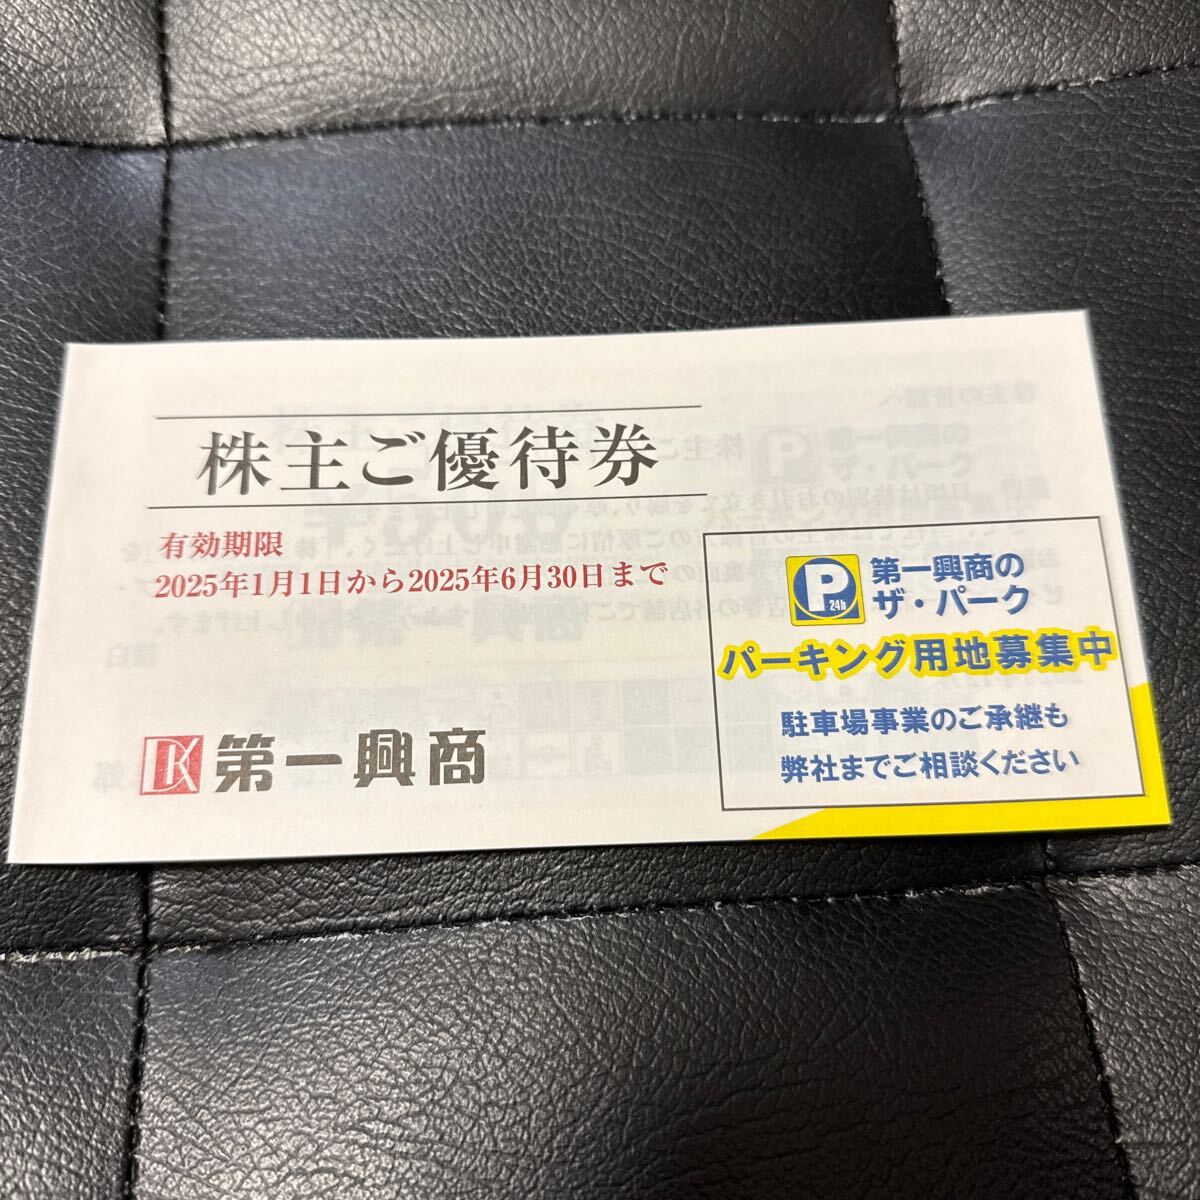 株主ご優待券
有効期限
2025年1月1日から2025年6月30日まで
DK 第一興商
P 24h
第一興商の
ザ・パーク
パーキング用地募集中
駐車場事業のご承継も
弊社までご相談ください